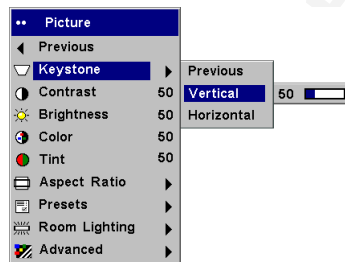 Picture
Previous
Keystone
Contrast 50
Brightness 50
Color 50
Tint 50
Aspect Ratio
Presets
Room Lighting
Advanced
Previous
Vertical 50
Horizontal